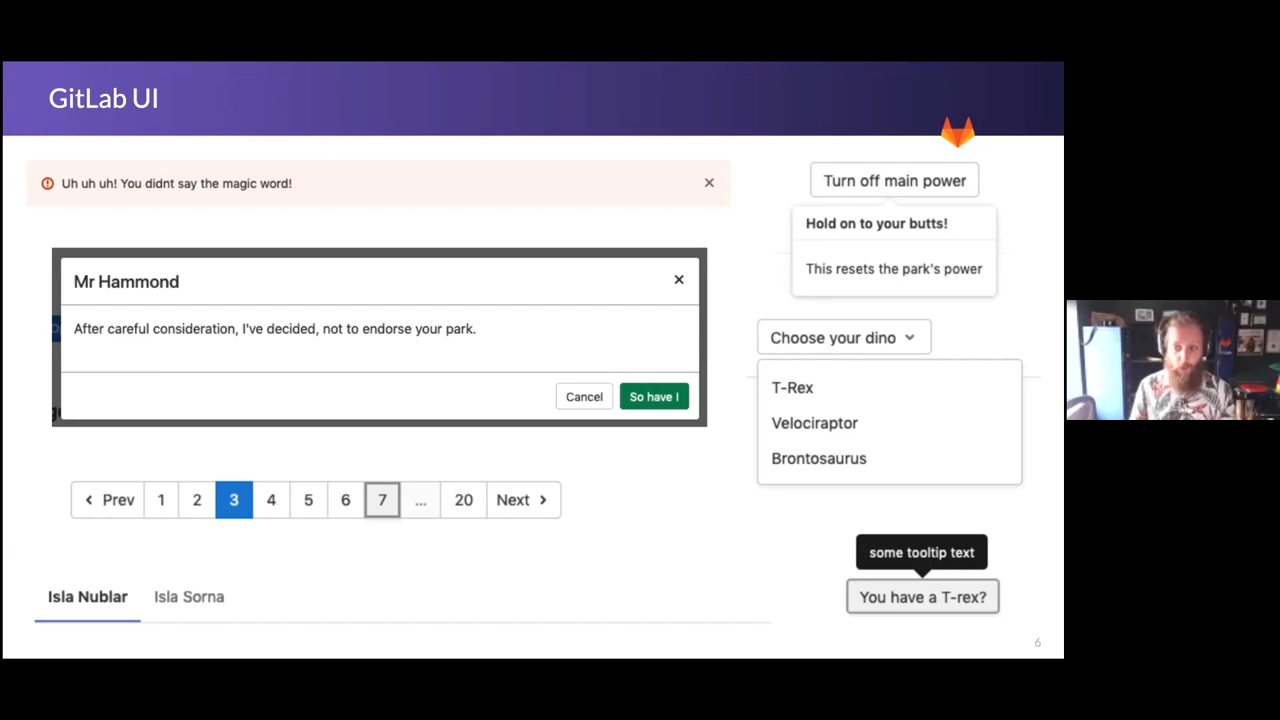 GitLab UI
Uh uh uh! You didnt say the magic word!
Turn off main power
Hold on to your butts!
This resets the park's power
Mr Hammond
After careful consideration, I've decided, not to endorse your park.
Cancel So have I
Choose your dino
T-Rex
Velociraptor
Brontosaurus
Prev 1 2 3 4 5 6 7 ... 20 Next
some tooltip text
You have a T-rex?
Isla Nublar Isla Sorna
6